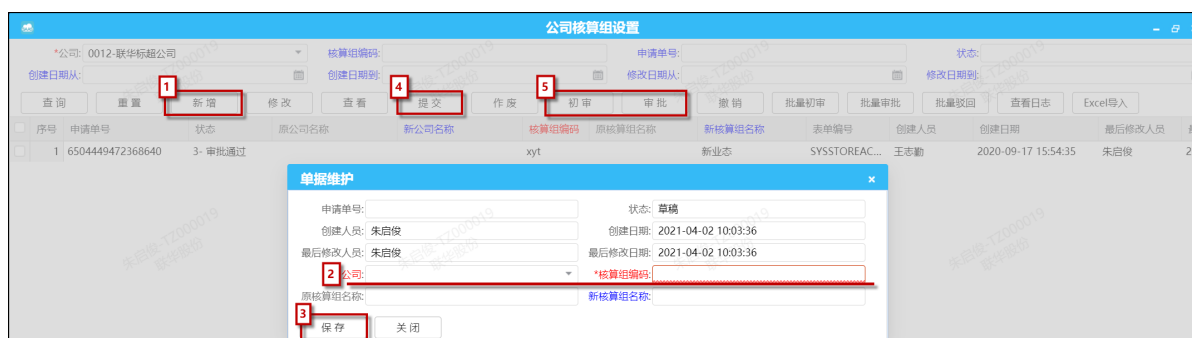 公司核算组设置
*公司: 0012-联华标超公司 核算组编码: 申请单号: 状态:
创建日期从: 创建日期到: 修改日期从: 修改日期到:
1 4 5
查询 重置 新增 修改 查看 提交 作废 初审 审批 撤销 批量初审 批量审批 批量驳回 查看日志 Excel导入
序号 申请单号 状态 原公司名称 新公司名称 核算组编码 原核算组名称 新核算组名称 表单编号 创建人员 创建日期 最后修改人员
1 6504449472368640 3- 审批通过 xyt 新业态 SYSSTOREAC... 王志勤 2020-09-17 15:54:35 朱启俊 2
单据维护
申请单号: 状态: 草稿
创建人员: 朱启俊 创建日期: 2021-04-02 10:03:36
最后修改人员: 朱启俊 最后修改日期: 2021-04-02 10:03:36
2 公司: *核算组编码:
原核算组名称: 新核算组名称:
3
保存 关闭
朱启俊-TZ000019
联华股份